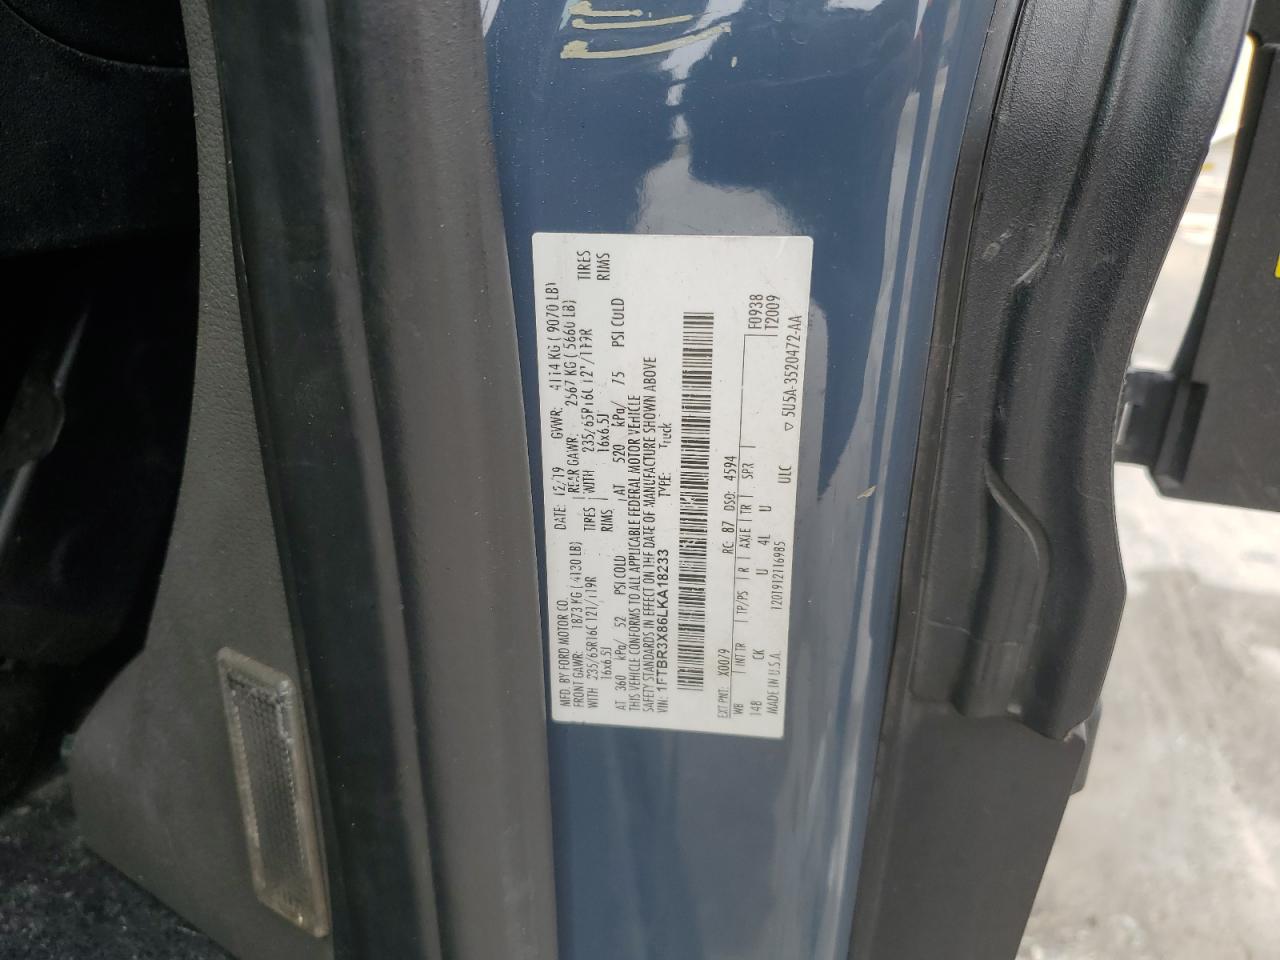 MFD. BY FORD MOTOR CO.
DATE: 12/19 GVWR: 4114 KG ( 9070 LB)
FRONT GAWR: 1873 KG ( 4130 LB) REAR GAWR: 2567 KG ( 5660 LB)
WITH 235/65R16C 121/119R TIRES WITH 235/65R16C 121/119R TIRES
16x6.5J RIMS 16x6.5J RIMS
AT 360 kPa/ 52 PSI COLD AT 520 kPa/ 75 PSI COLD
THIS VEHICLE CONFORMS TO ALL APPLICABLE FEDERAL MOTOR VEHICLE
SAFETY STANDARDS IN EFFECT ON THE DATE OF MANUFACTURE SHOWN ABOVE
VIN: 1FTBR3X86LKA18233 TYPE: Truck
EXT PNT: X0079 RC: 87 DSO: 4594 F0938
WB INT TR TP/PS R AXLE TR SPR T2009
148 CK U 4L U
MADE IN U.S.A. 1201912116985 ULC 5U5A-3520472-AA